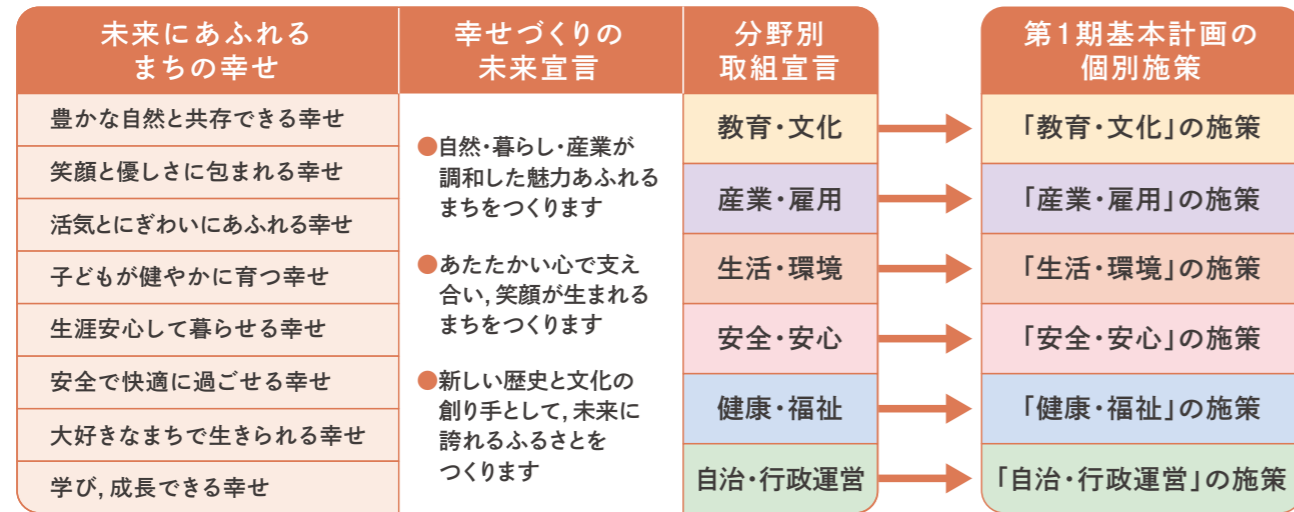 未来にあふれる
まちの幸せ
豊かな自然と共存できる幸せ
笑顔と優しさに包まれる幸せ
活気とにぎわいにあふれる幸せ
子どもが健やかに育つ幸せ
生涯安心して暮らせる幸せ
安全で快適に過ごせる幸せ
大好きなまちで生きられる幸せ
学び,成長できる幸せ
幸せづくりの
未来宣言
●自然・暮らし・産業が
調和した魅力あふれる
まちをつくります
●あたたかい心で支え
合い,笑顔が生まれる
まちをつくります
●新しい歴史と文化の
創り手として,未来に
誇れるふるさとを
つくります
分野別
取組宣言
教育・文化
産業・雇用
生活・環境
安全・安心
健康・福祉
自治・行政運営
第1期基本計画の
個別施策
「教育・文化」の施策
「産業・雇用」の施策
「生活・環境」の施策
「安全・安心」の施策
「健康・福祉」の施策
「自治・行政運営」の施策